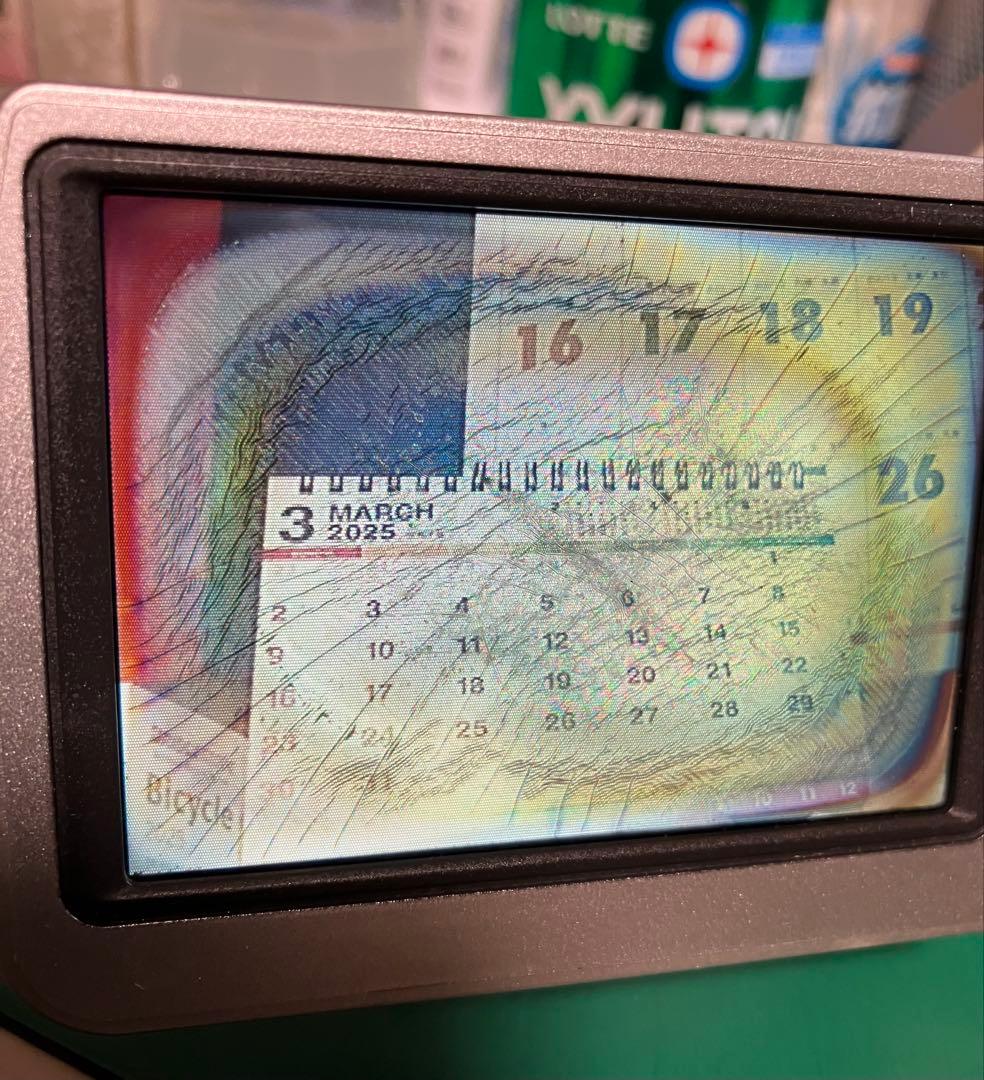 LOTTE
XYLITOL
16 17 18 19
26
3 MARCH
2025
1
2 3 4 5 6 7 8
9 10 11 12 13 14 15
16 17 18 19 20 21 22
23 24 25 26 27 28 29
30 31
Bicycle
10 11 12